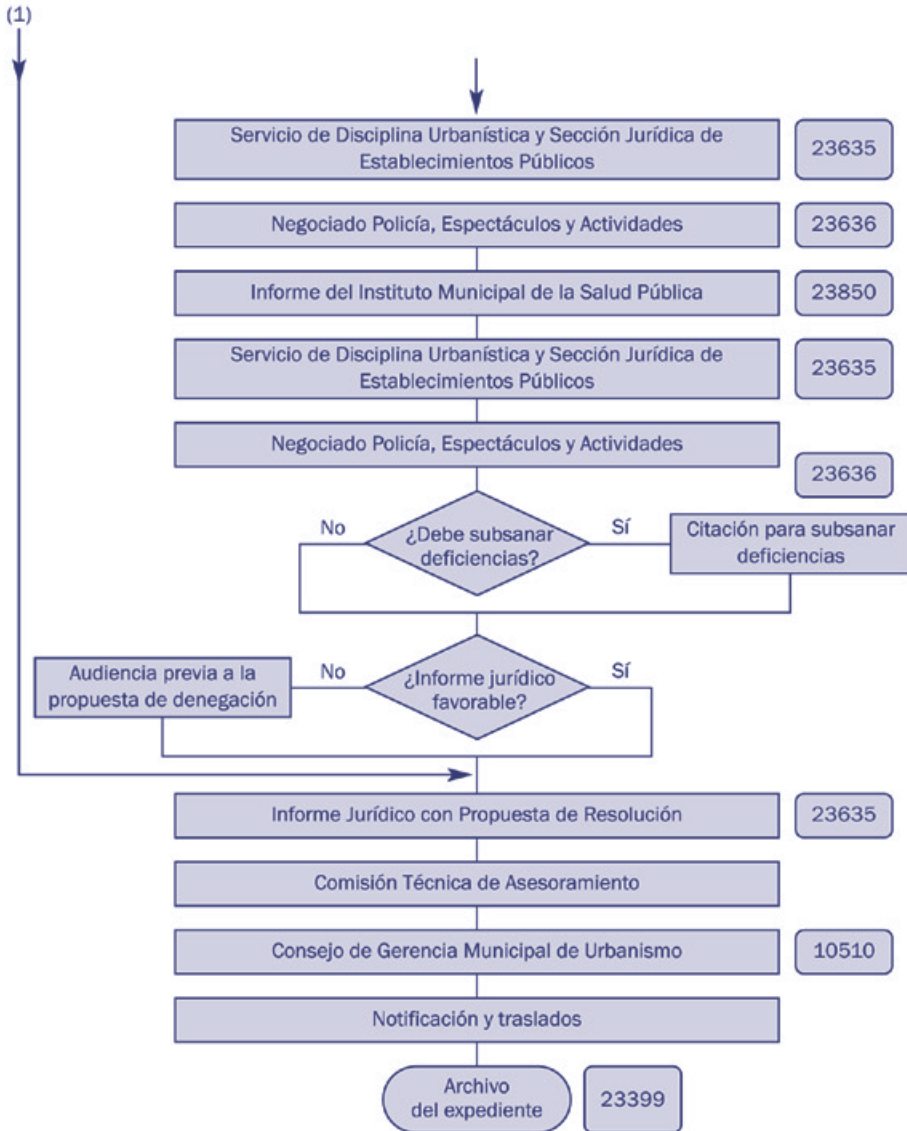 (1)
Servicio de Disciplina Urbanística y Sección Jurídica de
Establecimientos Públicos
23635
Negociado Policía, Espectáculos y Actividades
23636
Informe del Instituto Municipal de la Salud Pública
23850
Servicio de Disciplina Urbanística y Sección Jurídica de
Establecimientos Públicos
23635
Negociado Policía, Espectáculos y Actividades
23636
No
¿Debe subsanar
deficiencias?
Sí
Citación para subsanar
deficiencias
Audiencia previa a la
propuesta de denegación
No
¿Informe jurídico
favorable?
Sí
Informe Jurídico con Propuesta de Resolución
23635
Comisión Técnica de Asesoramiento
Consejo de Gerencia Municipal de Urbanismo
10510
Notificación y traslados
Archivo
del expediente
23399